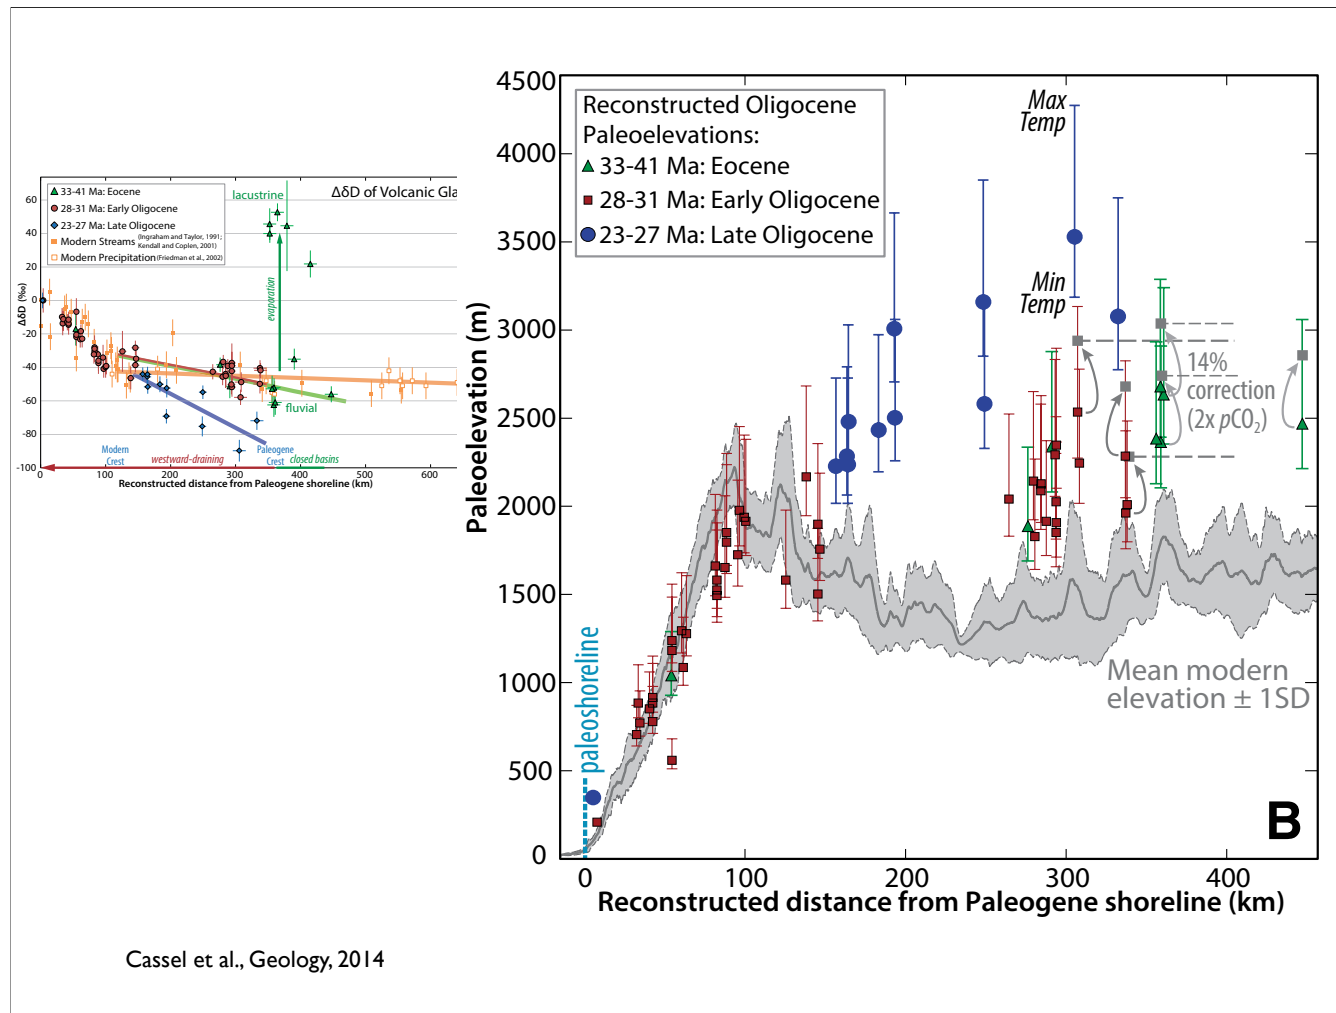 ΔδD of Volcanic Gla
33-41 Ma: Eocene
28-31 Ma: Early Oligocene
23-27 Ma: Late Oligocene
Modern Streams (Ingraham and Taylor, 1991;
Kendall and Coplen, 2001)
Modern Precipitation (Friedman et al., 2002)
lacustrine
evaporation
fluvial
Modern
Crest
westward-draining
Paleogene
Crest
closed basins
ΔδD (‰)
60
40
20
0
-20
-40
-60
-80
-100
0
100
200
300
400
500
600
Reconstructed distance from Paleogene shoreline (km)
Reconstructed Oligocene
Paleoelevations:
33-41 Ma: Eocene
28-31 Ma: Early Oligocene
23-27 Ma: Late Oligocene
Max
Temp
Min
Temp
14%
correction
(2x pCO₂)
Mean modern
elevation ± 1SD
paleoshoreline
B
Paleoelevation (m)
4500
4000
3500
3000
2500
2000
1500
1000
500
0
0
100
200
300
400
Reconstructed distance from Paleogene shoreline (km)
Cassel et al., Geology, 2014